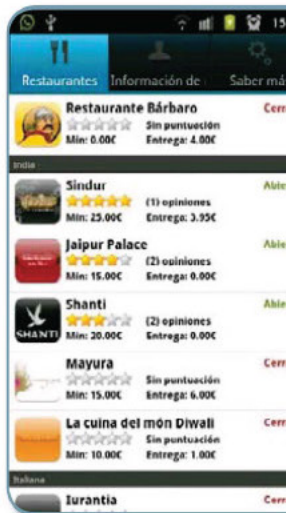 15
Restaurantes Información de Saber má
Restaurante Bárbaro Cerr
Sin puntuación
Min: 0.00€ Entrega: 4.00€
India
Sindur Abie
(1) opiniones
Min: 25.00€ Entrega: 3.95€
Jaipur Palace Abie
(2) opiniones
Min: 15.00€ Entrega: 0.00€
Shanti Abie
SHANTI (2) opiniones
Min: 20.00€ Entrega: 0.00€
Mayura Cerr
Sin puntuación
Min: 15.00€ Entrega: 6.00€
La cuina del món Diwali Cerr
Sin puntuación
Min: 10.00€ Entrega: 1.00€
Italiana
Iurantia Cerr